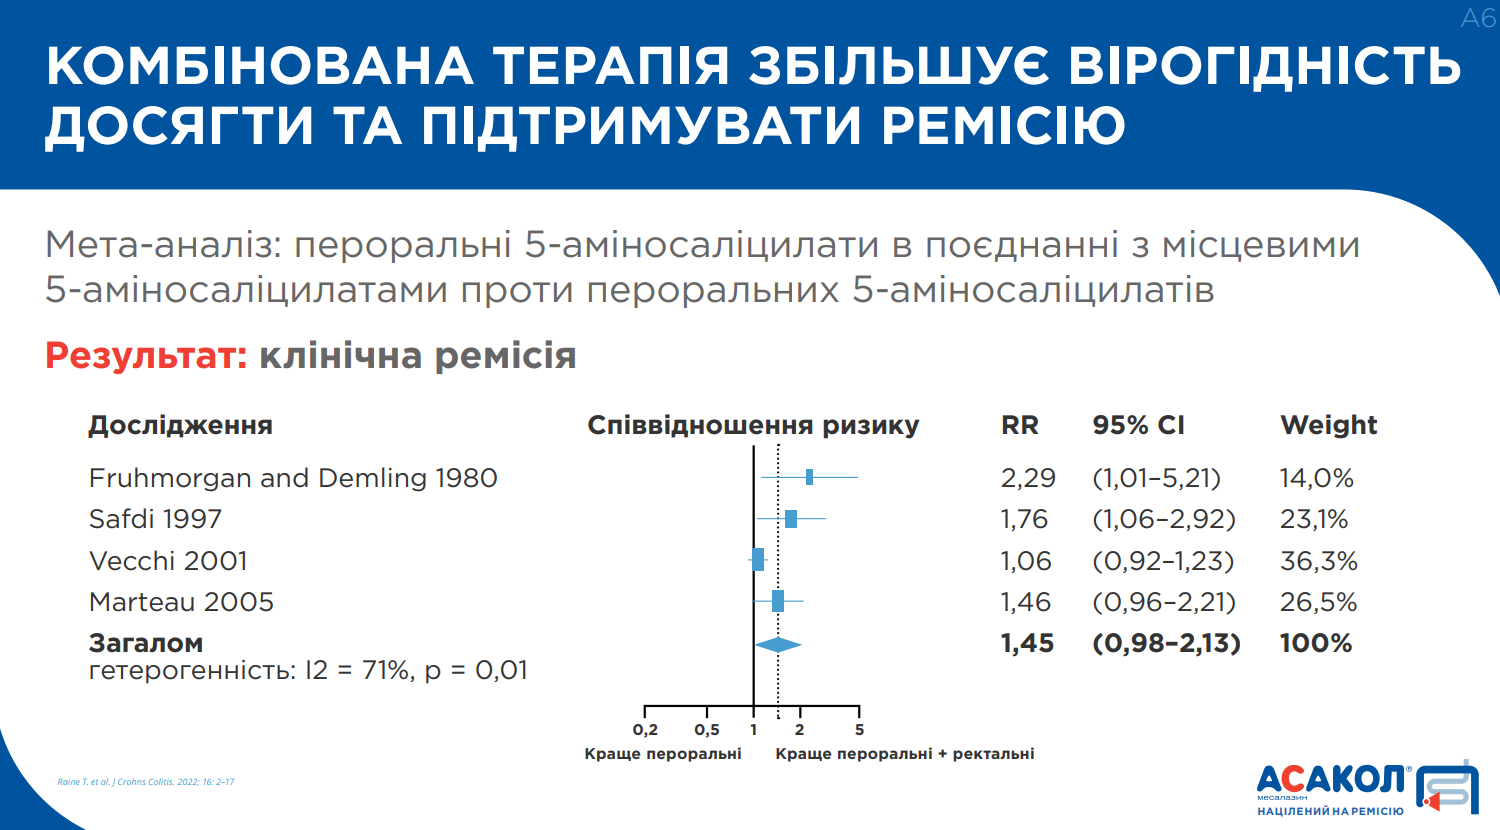 A6
КОМБІНОВАНА ТЕРАПІЯ ЗБІЛЬШУЄ ВІРОГІДНІСТЬ
ДОСЯГТИ ТА ПІДТРИМУВАТИ РЕМІСІЮ
Мета-аналіз: пероральні 5-аміносаліцилати в поєднанні з місцевими
5-аміносаліцилатами проти пероральних 5-аміносаліцилатів
Результат: клінічна ремісія
Дослідження Співвідношення ризику RR 95% CI Weight
Fruhmorgan and Demling 1980 2,29 (1,01–5,21) 14,0%
Safdi 1997 1,76 (1,06–2,92) 23,1%
Vecchi 2001 1,06 (0,92–1,23) 36,3%
Marteau 2005 1,46 (0,96–2,21) 26,5%
Загалом 1,45 (0,98–2,13) 100%
гетерогенність: I2 = 71%, p = 0,01
0,2 0,5 1 2 5
Краще пероральні Краще пероральні + ректальні
Raine T. et al. J Crohns Colitis. 2022; 16: 2–17
АСАКОЛ®
месалазин
НАЦІЛЕНИЙ НА РЕМІСІЮ